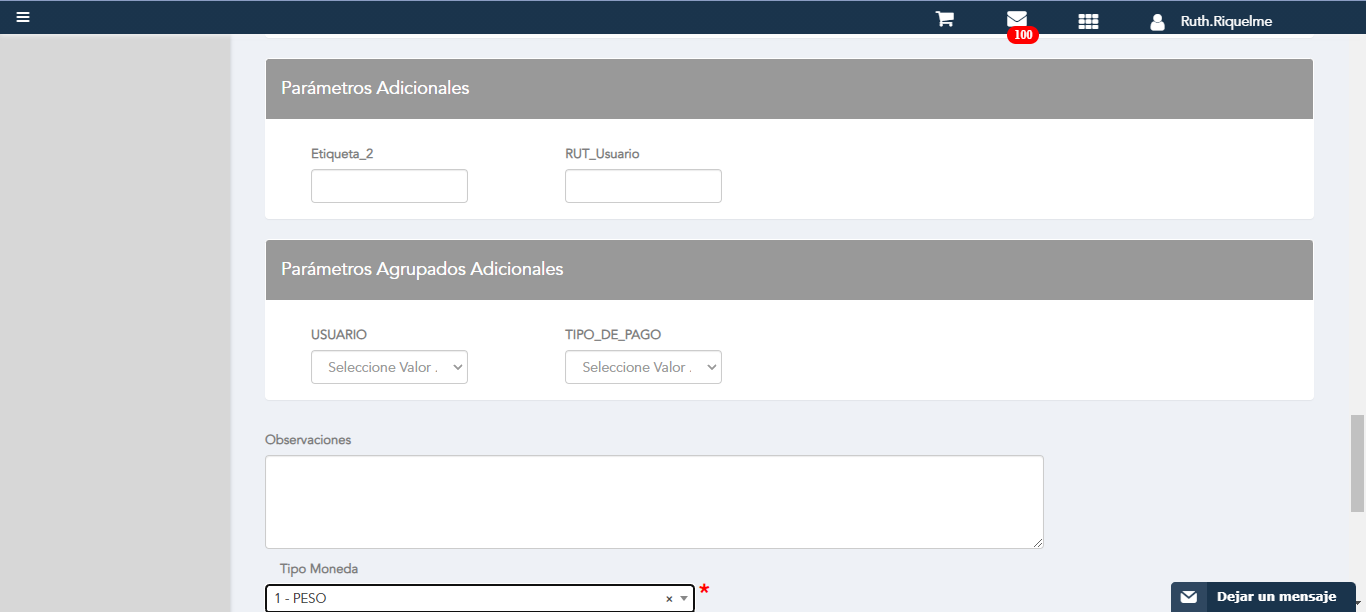 Ruth.Riquelme
100
Parámetros Adicionales
Etiqueta_2 RUT_Usuario
Parámetros Agrupados Adicionales
USUARIO TIPO_DE_PAGO
Seleccione Valor . Seleccione Valor .
Observaciones
Tipo Moneda
1 - PESO × *
Dejar un mensaje